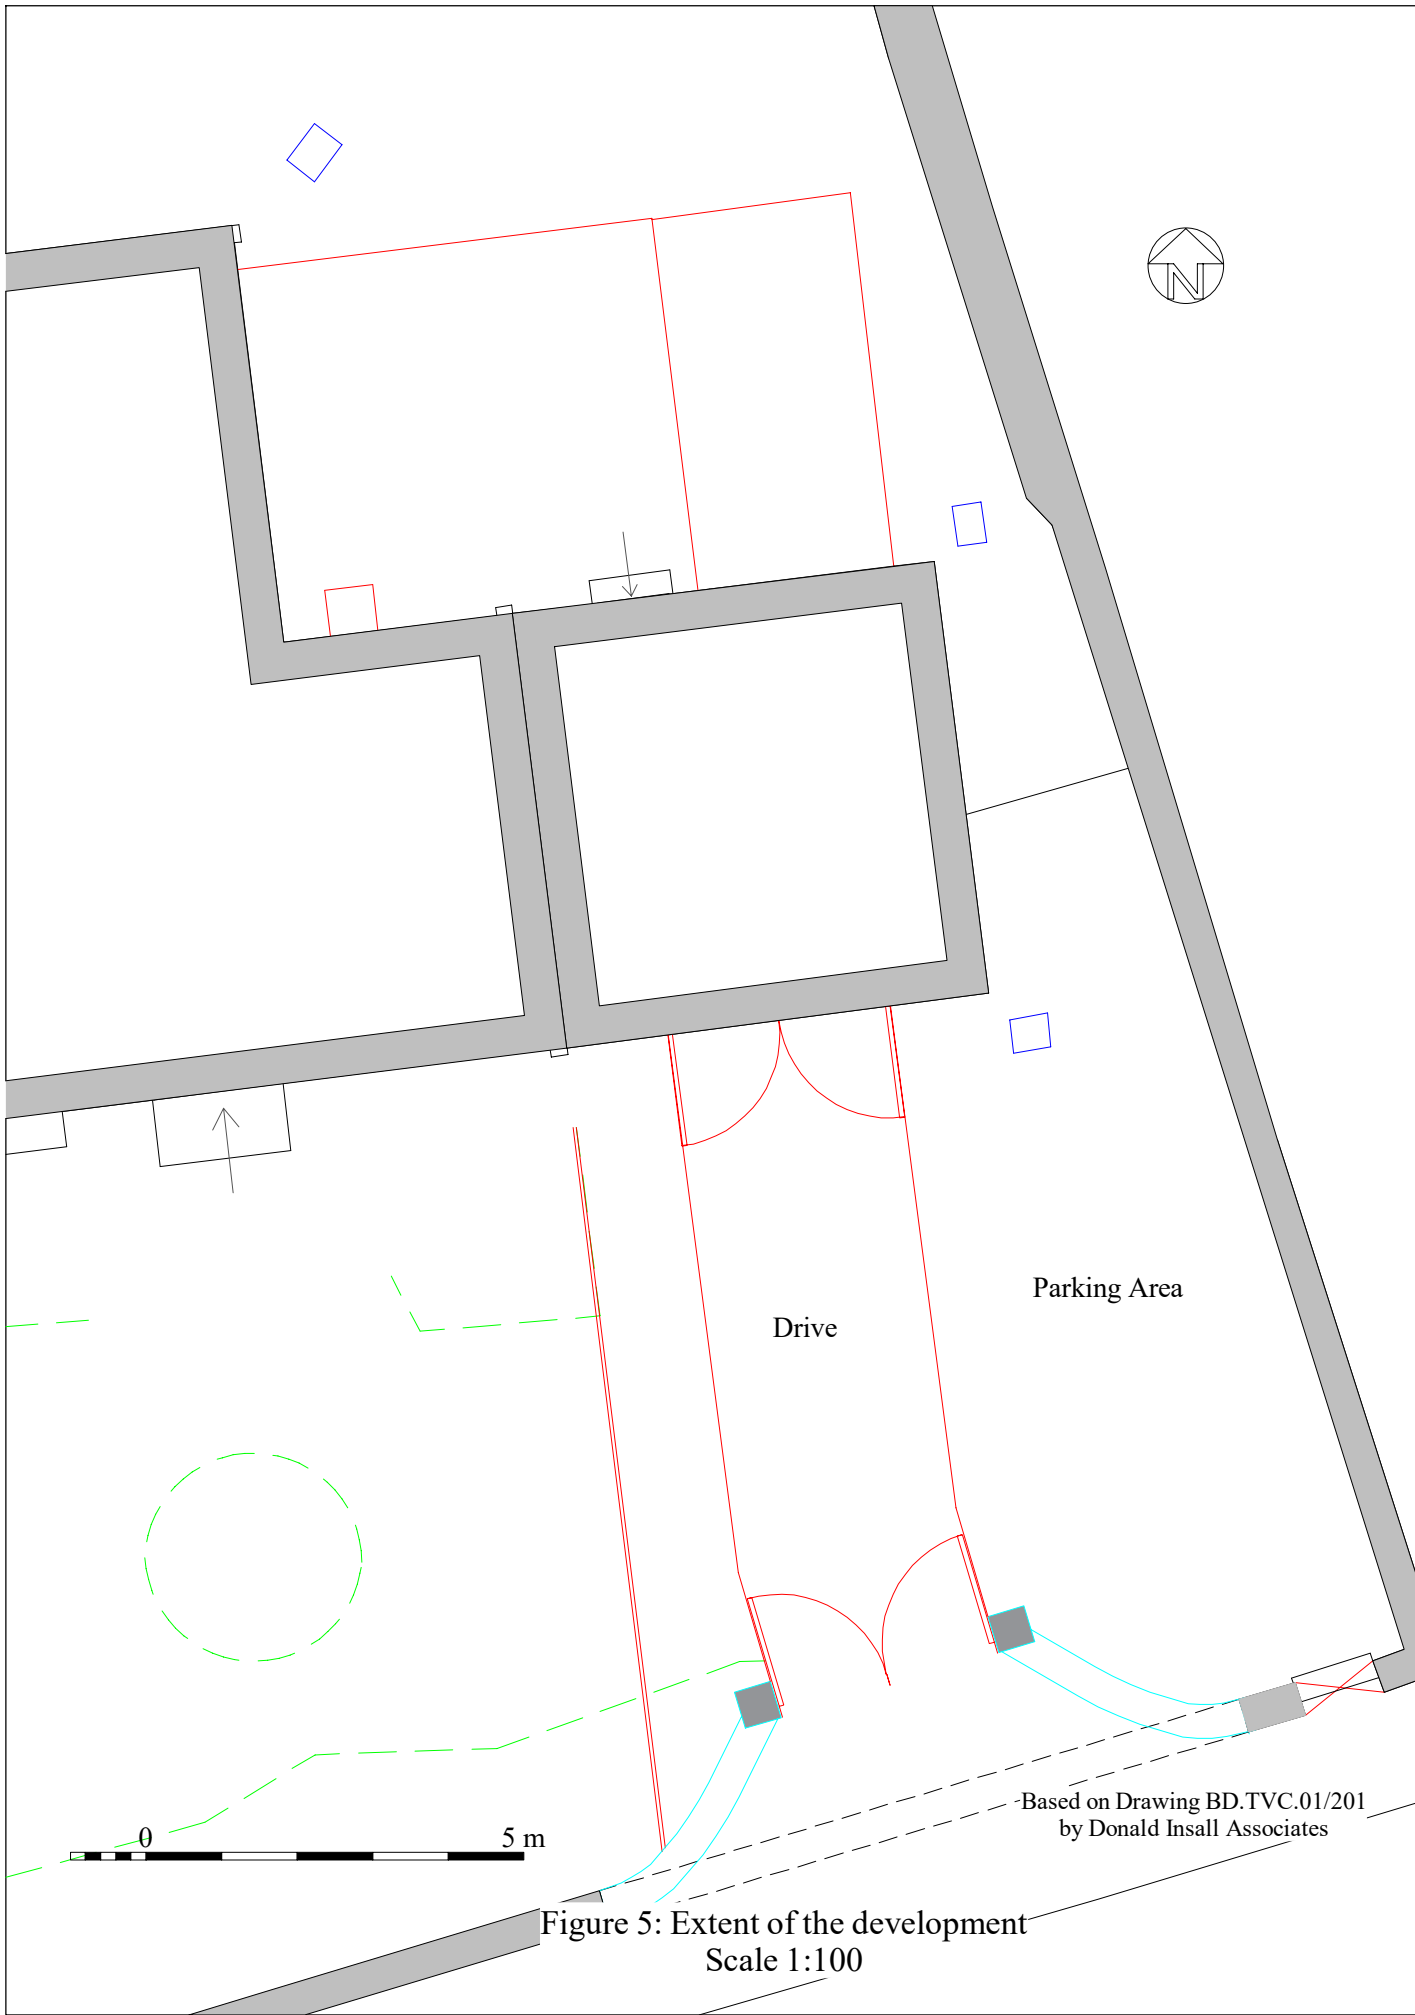 N
Parking Area
Drive
Based on Drawing BD.TVC.01/201
by Donald Insall Associates
0 5 m
Figure 5: Extent of the development
Scale 1:100